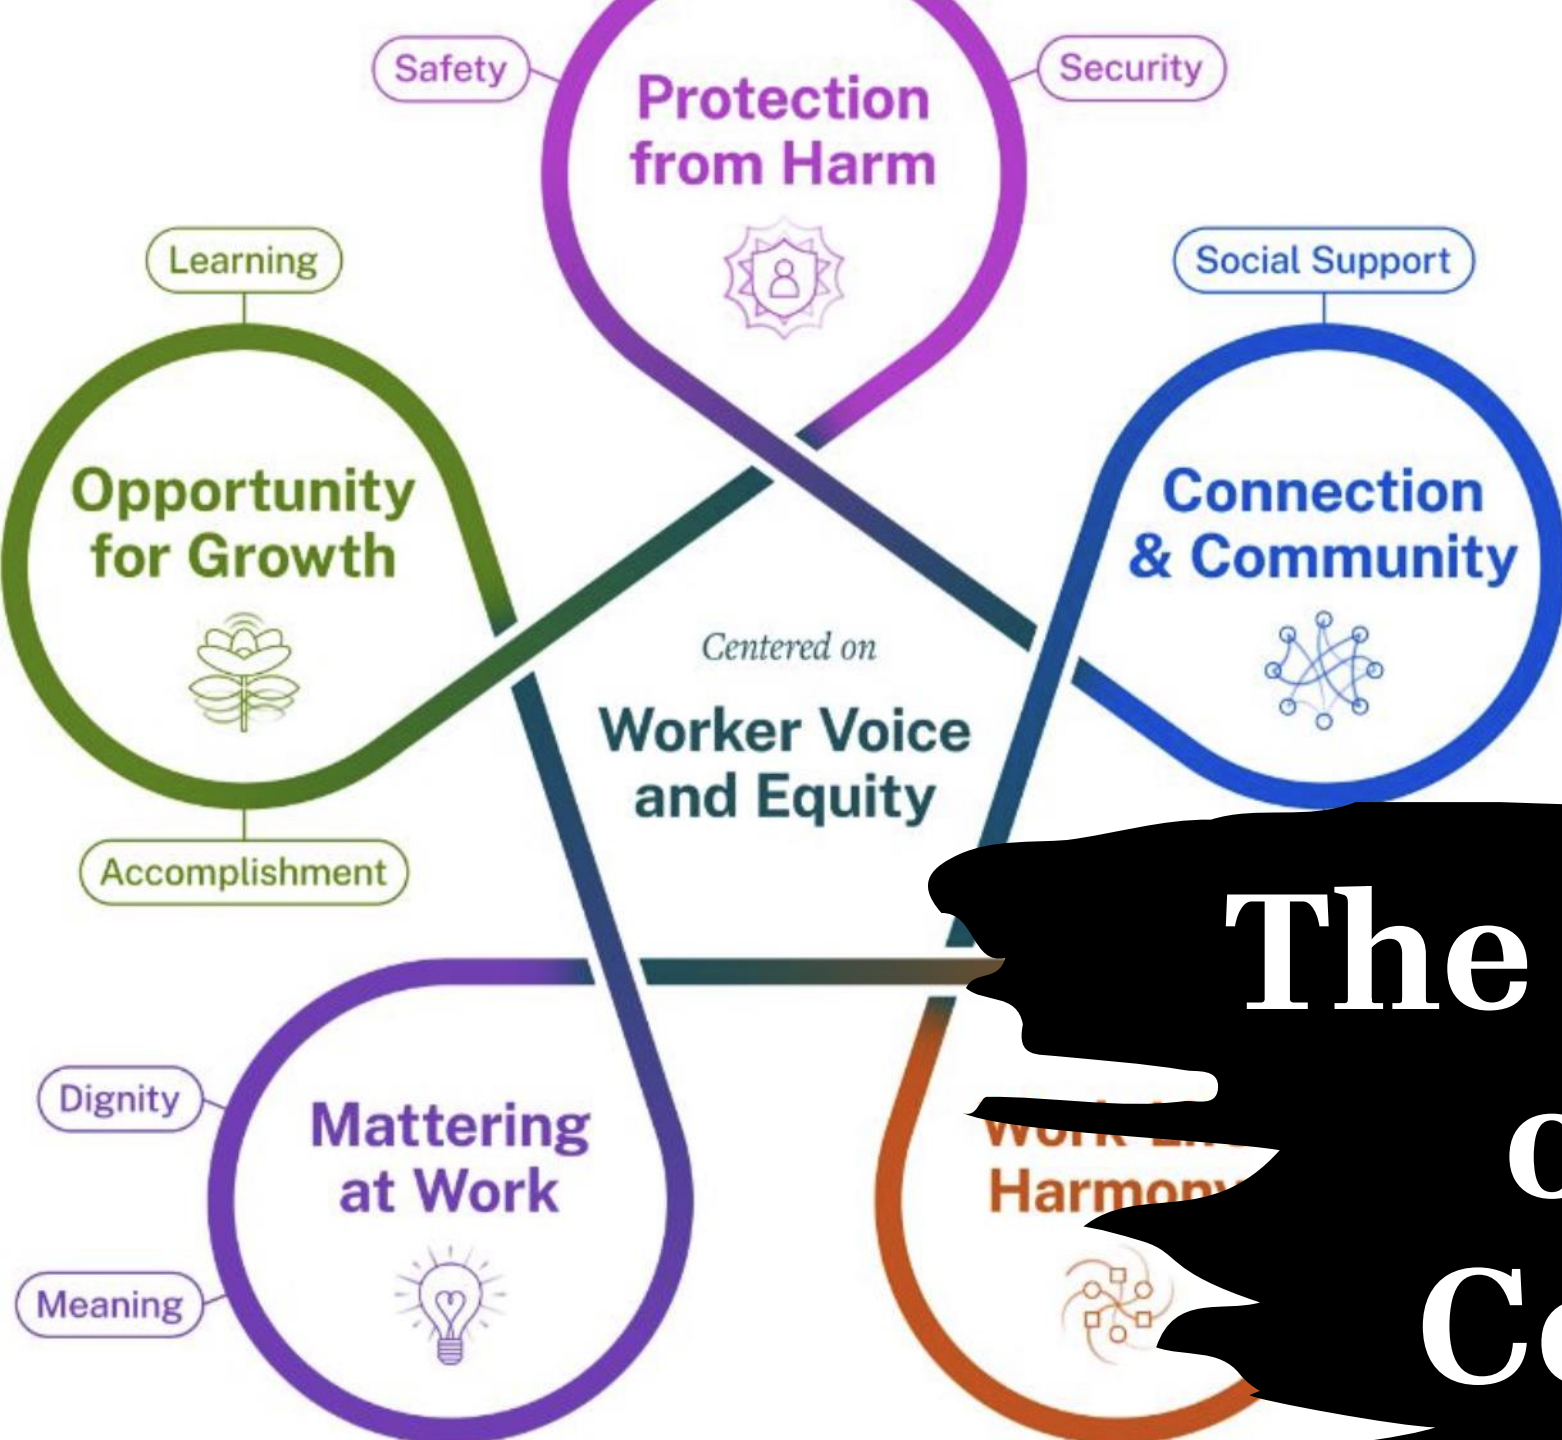 Safety
Security
Protection
from Harm
Learning
Social Support
Opportunity
for Growth
Connection
& Community
Centered on
Worker Voice
and Equity
Accomplishment
The
Dignity
Mattering
at Work
Harmony
Meaning